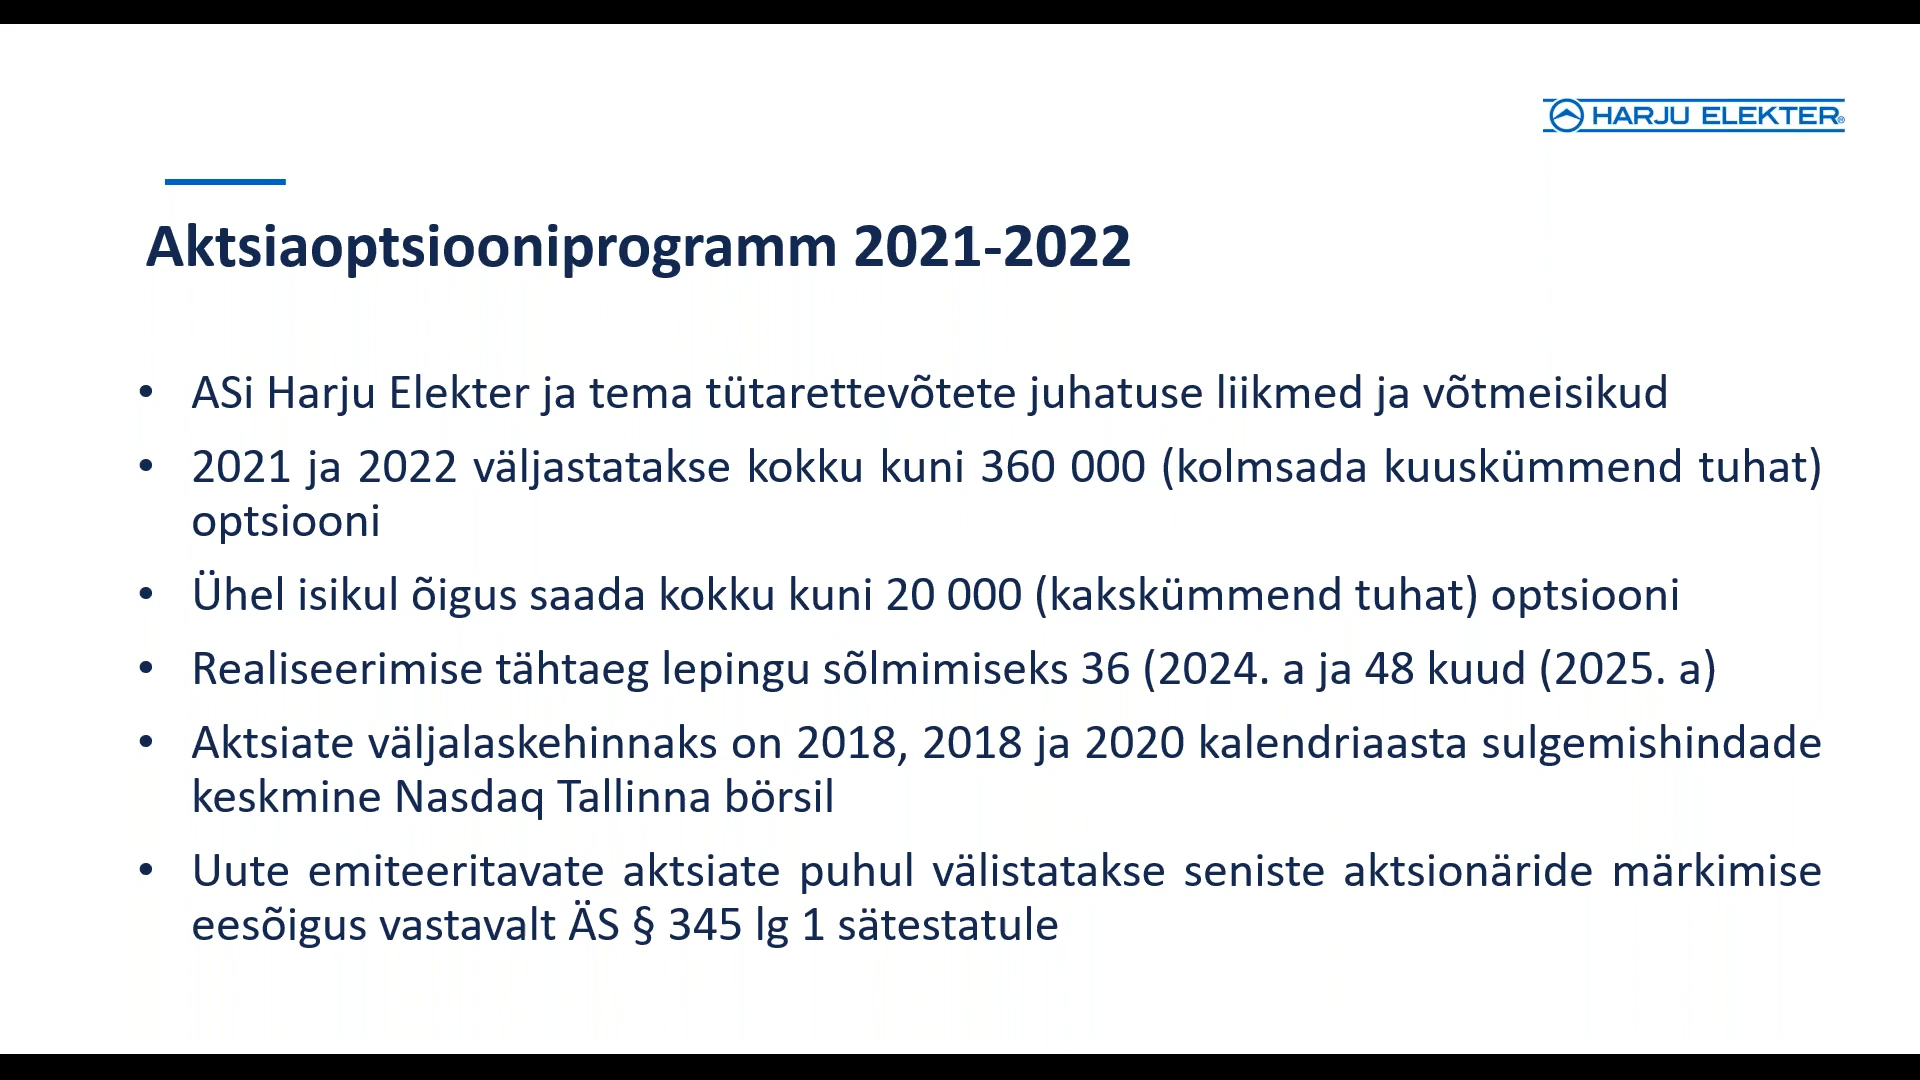 HARJU ELEKTER®
Aktsiaoptsiooniprogramm 2021-2022
• ASi Harju Elekter ja tema tütarettevõtete juhatuse liikmed ja võtmeisikud
• 2021 ja 2022 väljastatakse kokku kuni 360 000 (kolmsada kuuskümmend tuhat)
optsiooni
• Ühel isikul õigus saada kokku kuni 20 000 (kakskümmend tuhat) optsiooni
• Realiseerimise tähtaeg lepingu sõlmimiseks 36 (2024. a ja 48 kuud (2025. a)
• Aktsiate väljalaskehinnaks on 2018, 2018 ja 2020 kalendriaasta sulgemishindade
keskmine Nasdaq Tallinna börsil
• Uute emiteeritavate aktsiate puhul välistatakse seniste aktsionäride märkimise
eesõigus vastavalt ÄS § 345 lg 1 sätestatule